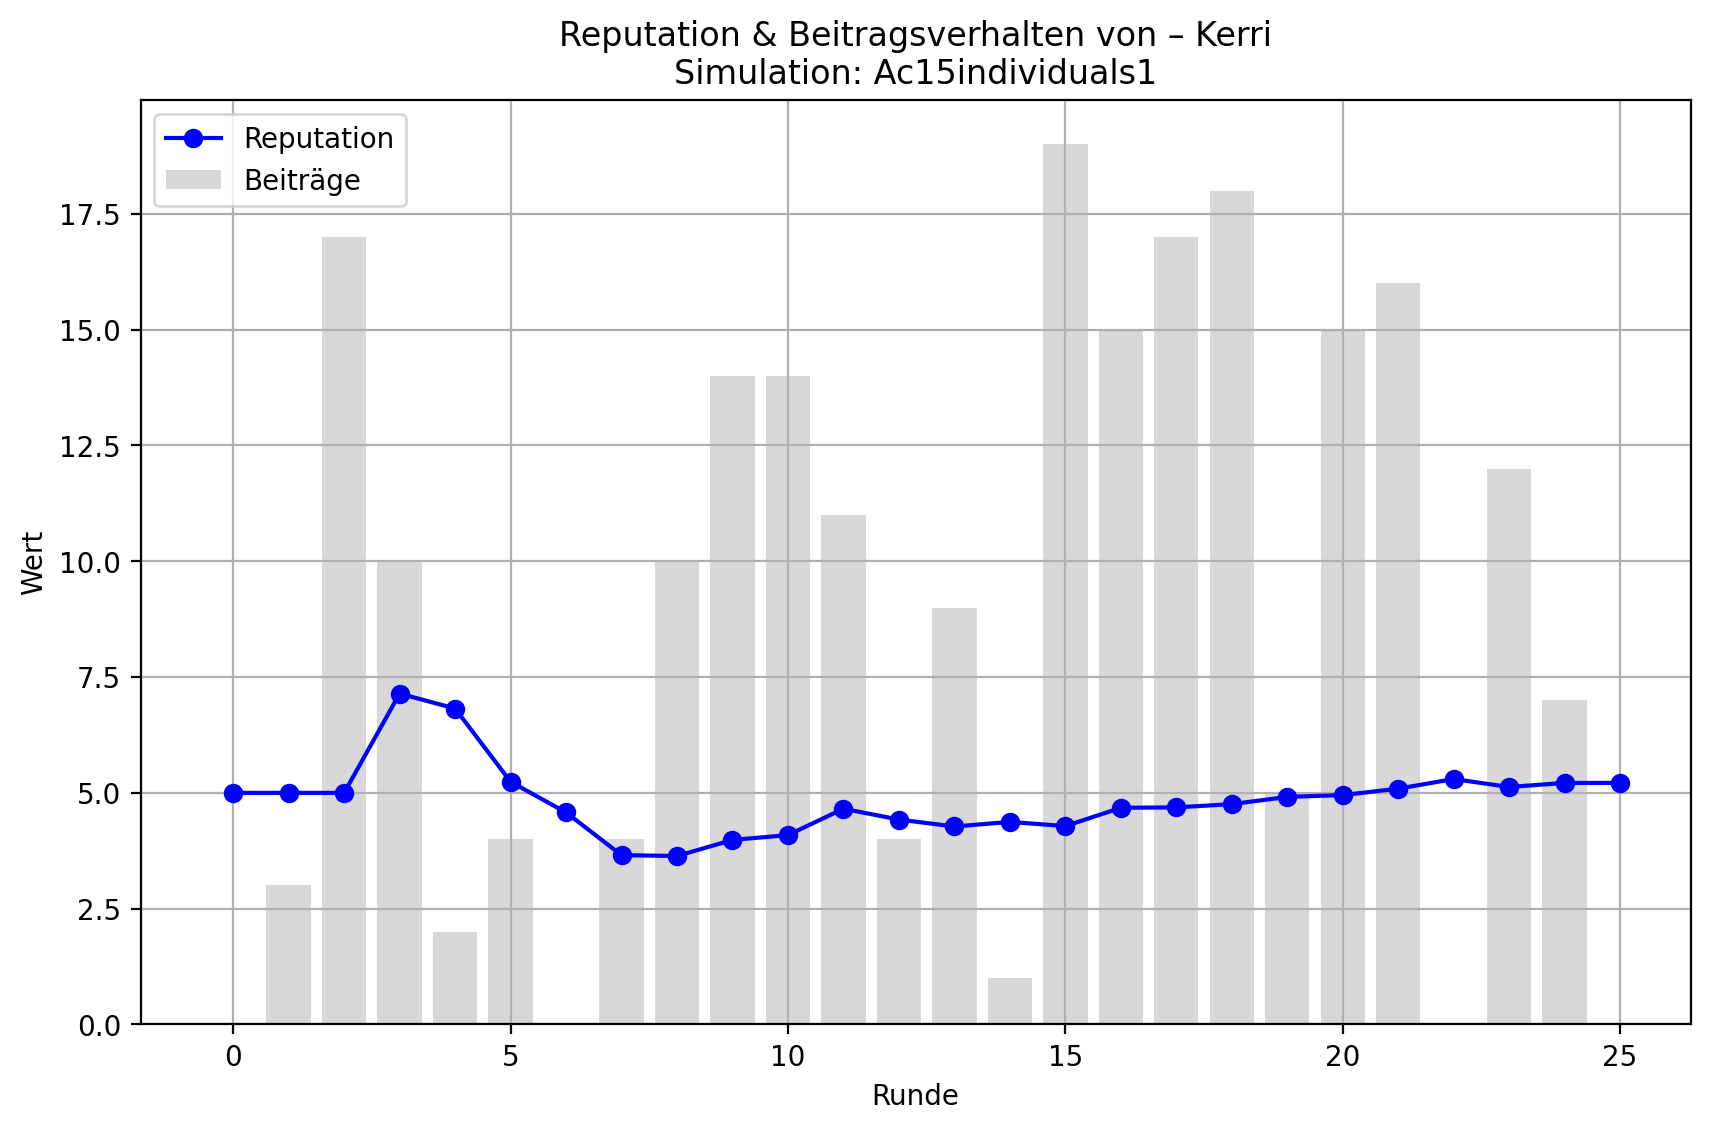 Reputation & Beitragsverhalten von – Kerri
Simulation: Ac15individuals1
Reputation
Beiträge
Wert
17.5
15.0
12.5
10.0
7.5
5.0
2.5
0.0
0 5 10 15 20 25
Runde